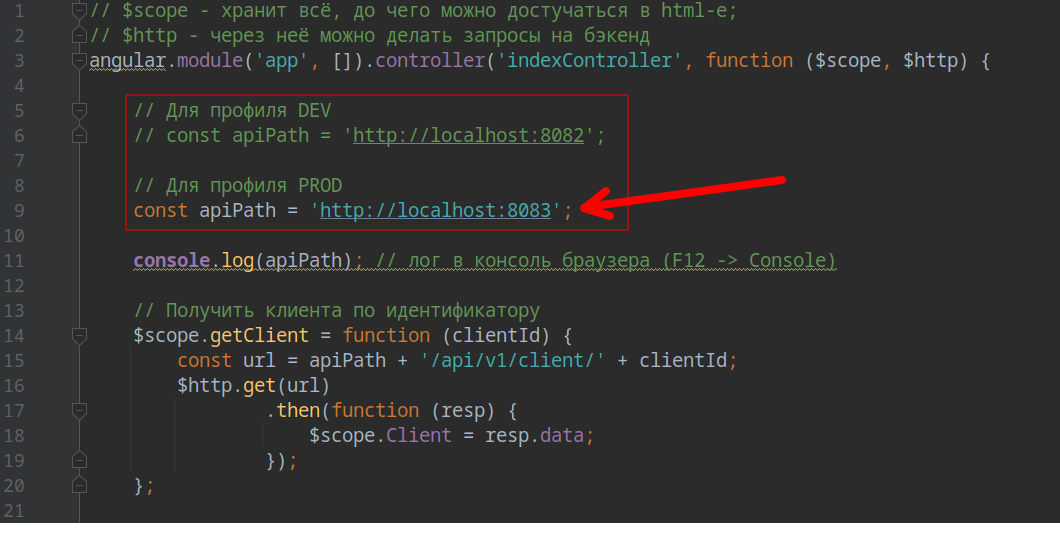 1 // $scope - хранит всё, до чего можно достучаться в html-е;
2 // $http - через неё можно делать запросы на бэкенд
3 angular.module('app', []).controller('indexController', function ($scope, $http) {
4
5 // Для профиля DEV
6 // const apiPath = 'http://localhost:8082';
7
8 // Для профиля PROD
9 const apiPath = 'http://localhost:8083';
10
11 console.log(apiPath); // лог в консоль браузера (F12 -> Console)
12
13 // Получить клиента по идентификатору
14 $scope.getClient = function (clientId) {
15 const url = apiPath + '/api/v1/client/' + clientId;
16 $http.get(url)
17 .then(function (resp) {
18 $scope.Client = resp.data;
19 });
20 };
21